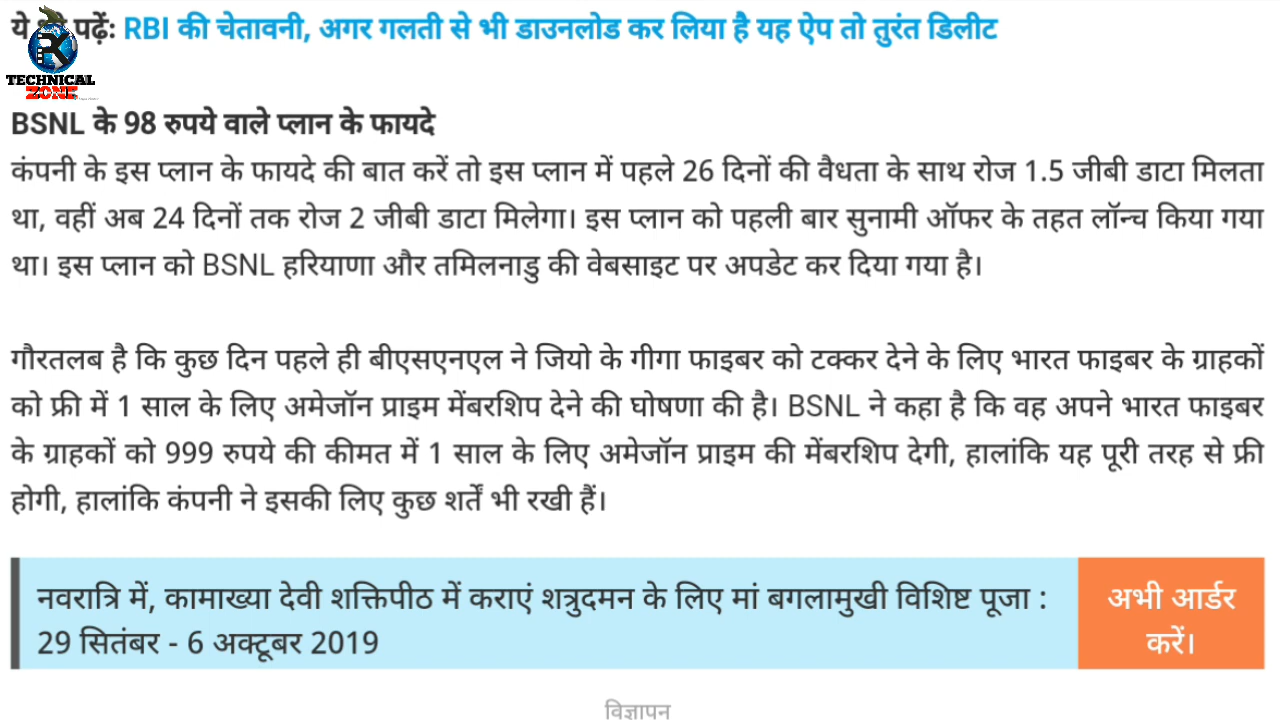 ये पढ़ें: RBI की चेतावनी, अगर गलती से भी डाउनलोड कर लिया है यह ऐप तो तुरंत डिलीट
TECHNICAL
ZONE
BSNL के 98 रुपये वाले प्लान के फायदे
कंपनी के इस प्लान के फायदे की बात करें तो इस प्लान में पहले 26 दिनों की वैधता के साथ रोज 1.5 जीबी डाटा मिलता
था, वहीं अब 24 दिनों तक रोज 2 जीबी डाटा मिलेगा। इस प्लान को पहली बार सुनामी ऑफर के तहत लॉन्च किया गया
था। इस प्लान को BSNL हरियाणा और तमिलनाडु की वेबसाइट पर अपडेट कर दिया गया है।
गौरतलब है कि कुछ दिन पहले ही बीएसएनएल ने जियो के गीगा फाइबर को टक्कर देने के लिए भारत फाइबर के ग्राहकों
को फ्री में 1 साल के लिए अमेजॉन प्राइम मेंबरशिप देने की घोषणा की है। BSNL ने कहा है कि वह अपने भारत फाइबर
के ग्राहकों को 999 रुपये की कीमत में 1 साल के लिए अमेजॉन प्राइम की मेंबरशिप देगी, हालांकि यह पूरी तरह से फ्री
होगी, हालांकि कंपनी ने इसकी लिए कुछ शर्तें भी रखी हैं।
नवरात्रि में, कामाख्या देवी शक्तिपीठ में कराएं शत्रुदमन के लिए मां बगलामुखी विशिष्ट पूजा :
29 सितंबर - 6 अक्टूबर 2019
अभी आर्डर
करें।
विज्ञापन